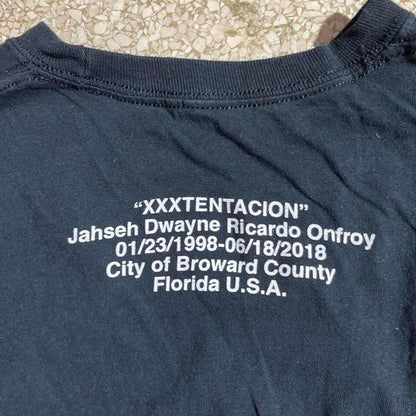 “XXXTENTACION”
Jahseh Dwayne Ricardo Onfroy
01/23/1998-06/18/2018
City of Broward County
Florida U.S.A.